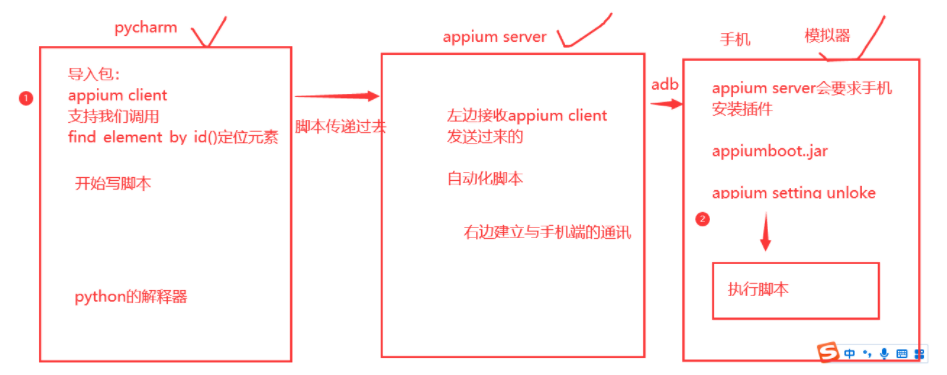 pycharm
导入包：
appium client
支持我们调用
find element by id()定位元素
开始写脚本
python的解释器
1
脚本传递过去
appium server
左边接收appium client
发送过来的
自动化脚本
右边建立与手机端的通讯
adb
手机
模拟器
appium server会要求手机
安装插件
appiumboot..jar
appium setting unloke
2
执行脚本
S中